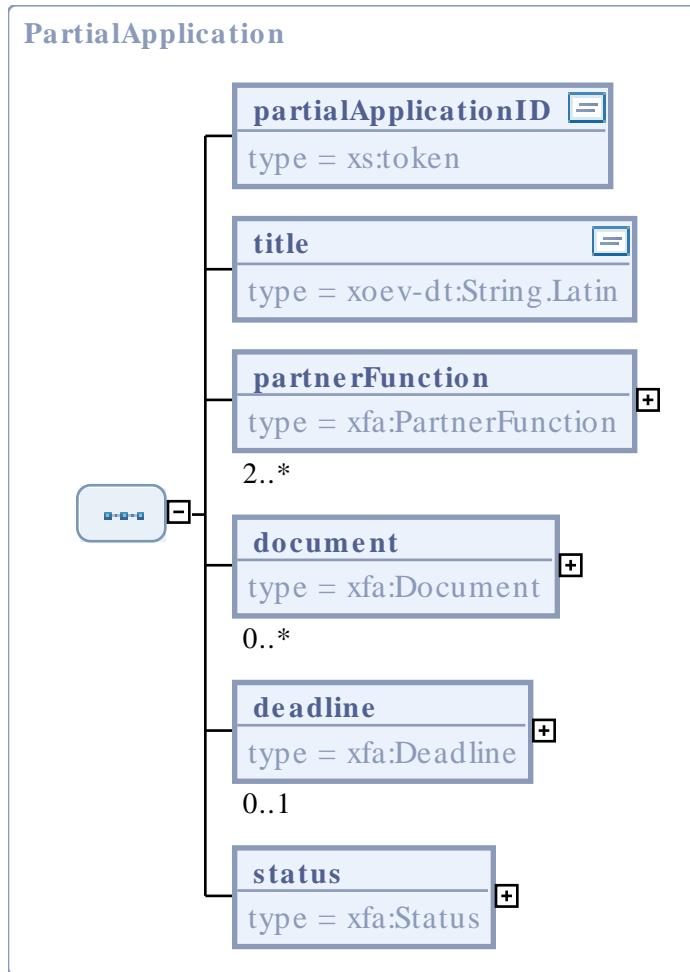 PartialApplication
partialApplicationID
type = xs:token
title
type = xoev-dt:String.Latin
partnerFunction
type = xfa:PartnerFunction
2..*
document
type = xfa:Document
0..*
deadline
type = xfa:Deadline
0..1
status
type = xfa:Status